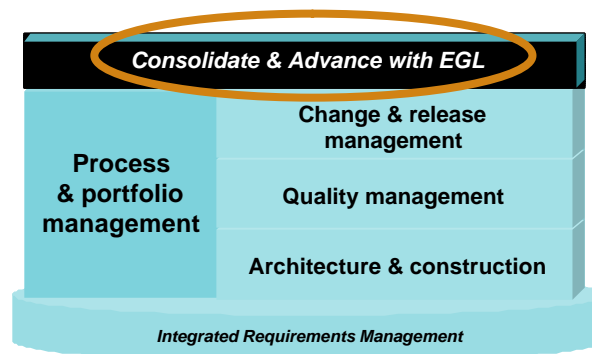 Consolidate & Advance with EGL
Process
& portfolio
management
Change & release
management
Quality management
Architecture & construction
Integrated Requirements Management